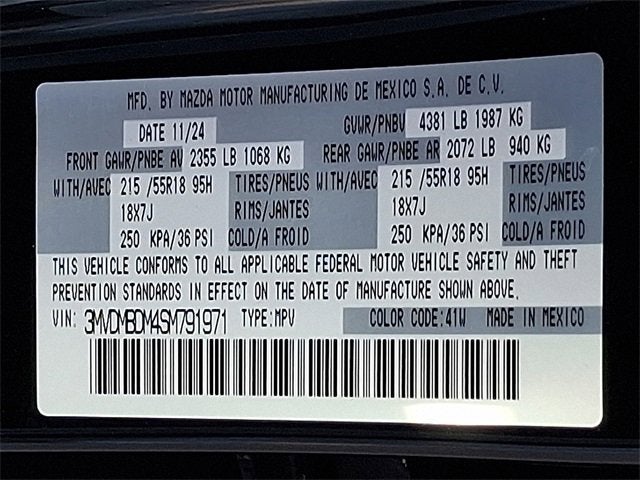 MFD. BY MAZDA MOTOR MANUFACTURING DE MEXICO S.A. DE C.V.
DATE 11/24 GVWR/PNBV 4381 LB 1987 KG
FRONT GAWR/PNBE AV 2355 LB 1068 KG REAR GAWR/PNBE AR 2072 LB 940 KG
WITH/AVEC 215 /55R18 95H TIRES/PNEUS WITH/AVEC 215 /55R18 95H TIRES/PNEUS
18X7J RIMS/JANTES 18X7J RIMS/JANTES
250 KPA/36 PSI COLD/A FROID 250 KPA/36 PSI COLD/A FROID
THIS VEHICLE CONFORMS TO ALL APPLICABLE FEDERAL MOTOR VEHICLE SAFETY AND THEFT
PREVENTION STANDARDS IN EFFECT ON THE DATE OF MANUFACTURE SHOWN ABOVE.
VIN: 3MVDMBDM4SM791971 TYPE:MPV COLOR CODE:41W MADE IN MEXICO